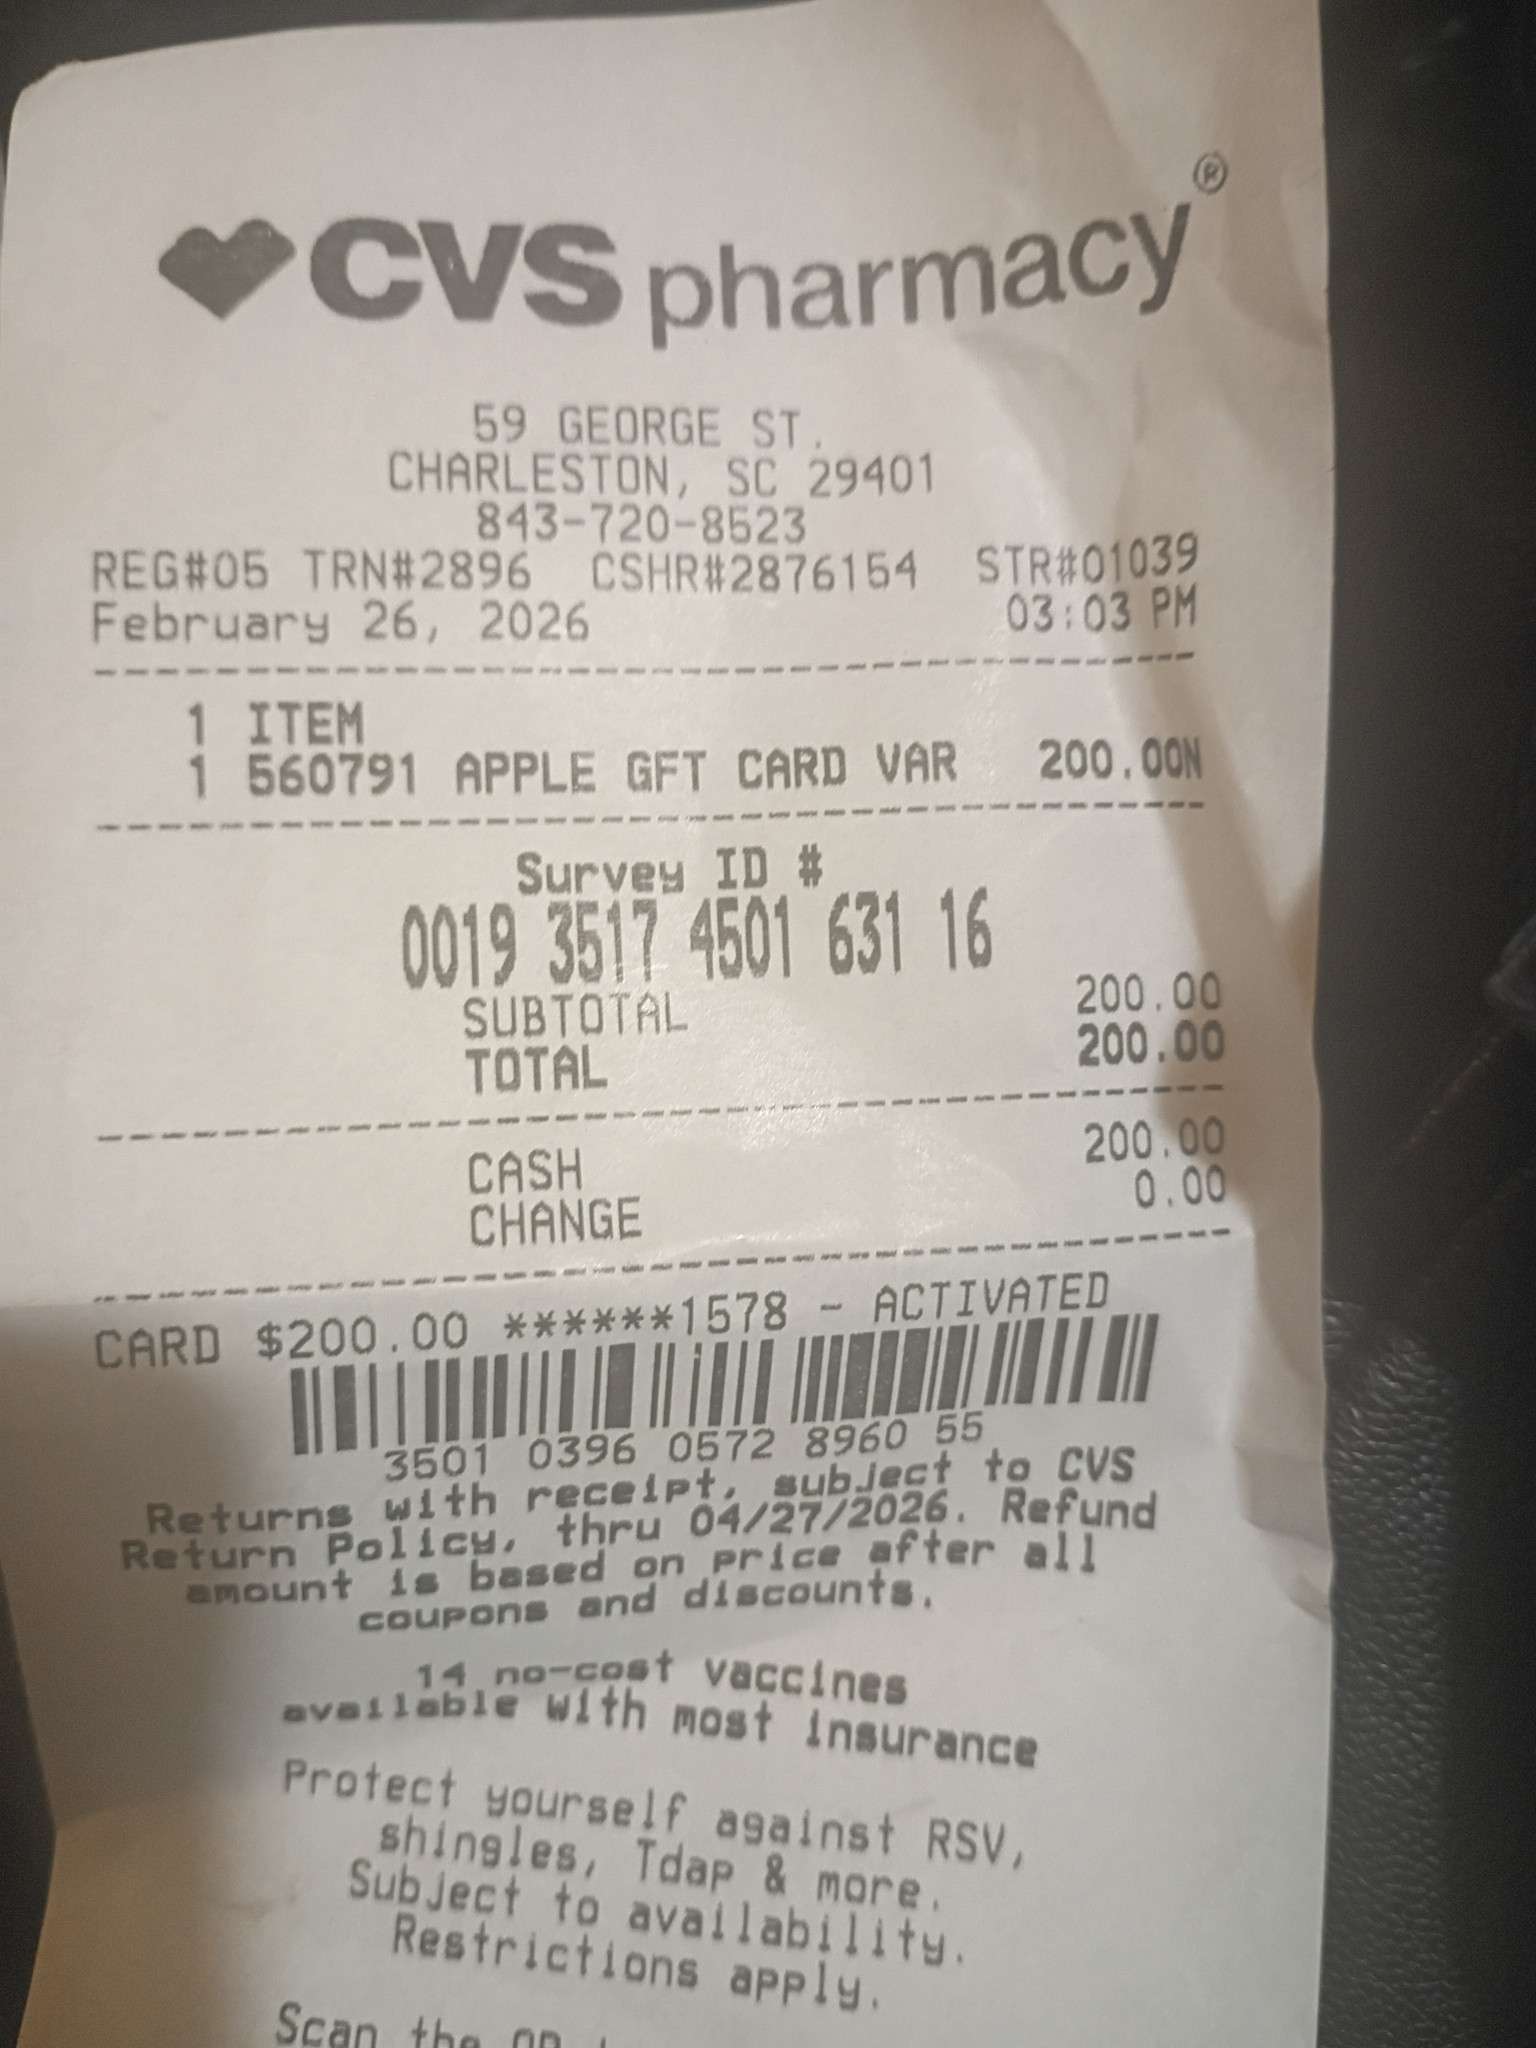 CVS pharmacy®
59 GEORGE ST.
CHARLESTON, SC 29401
843-720-8523
REG#05 TRN#2896 CSHR#2876154 STR#01039
February 26, 2026 03:03 PM
1 ITEM
1 560791 APPLE GFT CARD VAR 200.00N
Survey ID #
0019 3517 4501 631 16
SUBTOTAL 200.00
TOTAL 200.00
CASH 200.00
CHANGE 0.00
CARD $200.00 ******1578 - ACTIVATED
3501 0396 0572 8960 55
Returns with receipt, subject to CVS
Return Policy, thru 04/27/2026. Refund
amount is based on price after all
coupons and discounts.
14 no-cost vaccines
available with most insurance
Protect yourself against RSV,
shingles, Tdap & more.
Subject to availability.
Restrictions apply.
Scan the QR